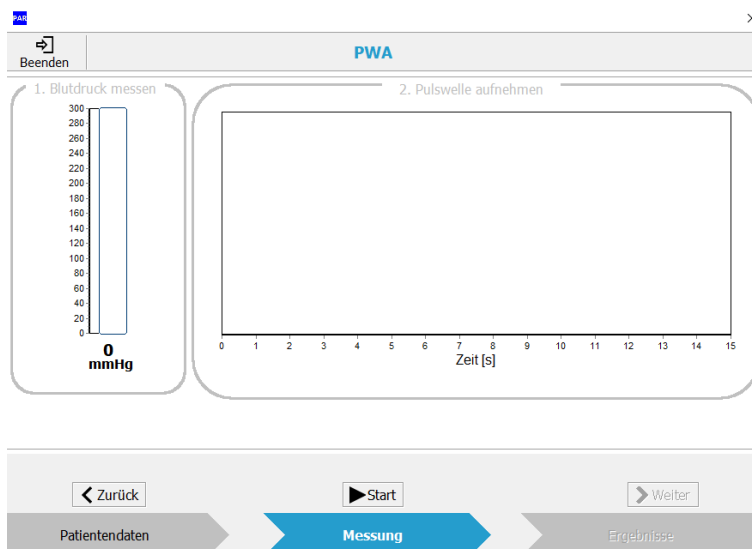 PAR
Beenden
PWA
1. Blutdruck messen
2. Pulswelle aufnehmen
300
280
260
240
220
200
180
160
140
120
100
80
60
40
20
0
0
mmHg
0 1 2 3 4 5 6 7 8 9 10 11 12 13 14 15
Zeit [s]
Zurück
Start
Weiter
Patientendaten
Messung
Ergebnisse